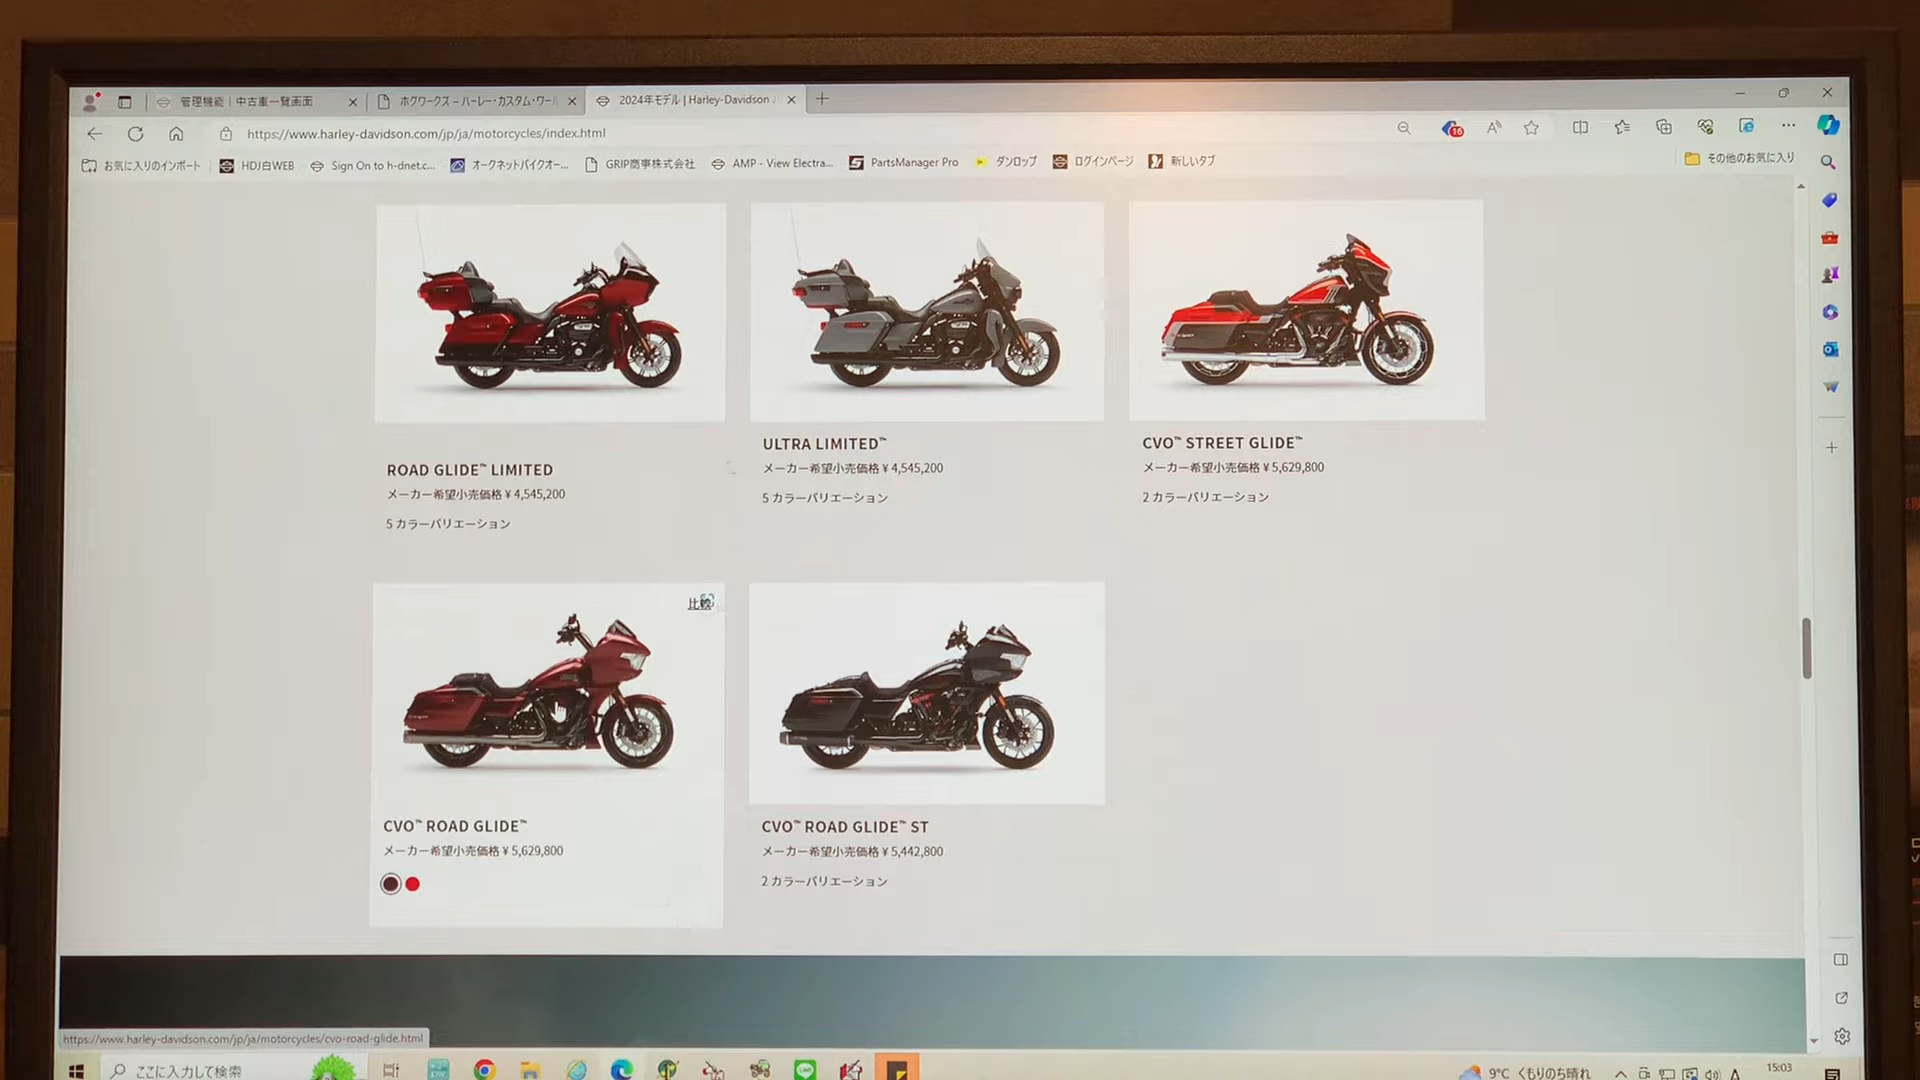 管理機能 | 中古車一覧画面
ホグワークス – ハーレー・カスタム・ワー
2024年モデル | Harley-Davidson J
https://www.harley-davidson.com/jp/ja/motorcycles/index.html
16
お気に入りのインポート
HDJ白WEB
Sign On to h-dnet.c...
オークネットバイクオー...
GRIP商事株式会社
AMP - View Electra...
PartsManager Pro
ダンロップ
ログインページ
新しいタブ
その他のお気に入り
ROAD GLIDE™ LIMITED
メーカー希望小売価格 ¥ 4,545,200
5 カラーバリエーション
ULTRA LIMITED™
メーカー希望小売価格 ¥ 4,545,200
5 カラーバリエーション
CVO™ STREET GLIDE™
メーカー希望小売価格 ¥ 5,629,800
2 カラーバリエーション
比較
CVO™ ROAD GLIDE™
メーカー希望小売価格 ¥ 5,629,800
CVO™ ROAD GLIDE™ ST
メーカー希望小売価格 ¥ 5,442,800
2 カラーバリエーション
https://www.harley-davidson.com/jp/ja/motorcycles/cvo-road-glide.html
ここに入力して検索
LINE
9°C くもりのち晴れ
A
15:03